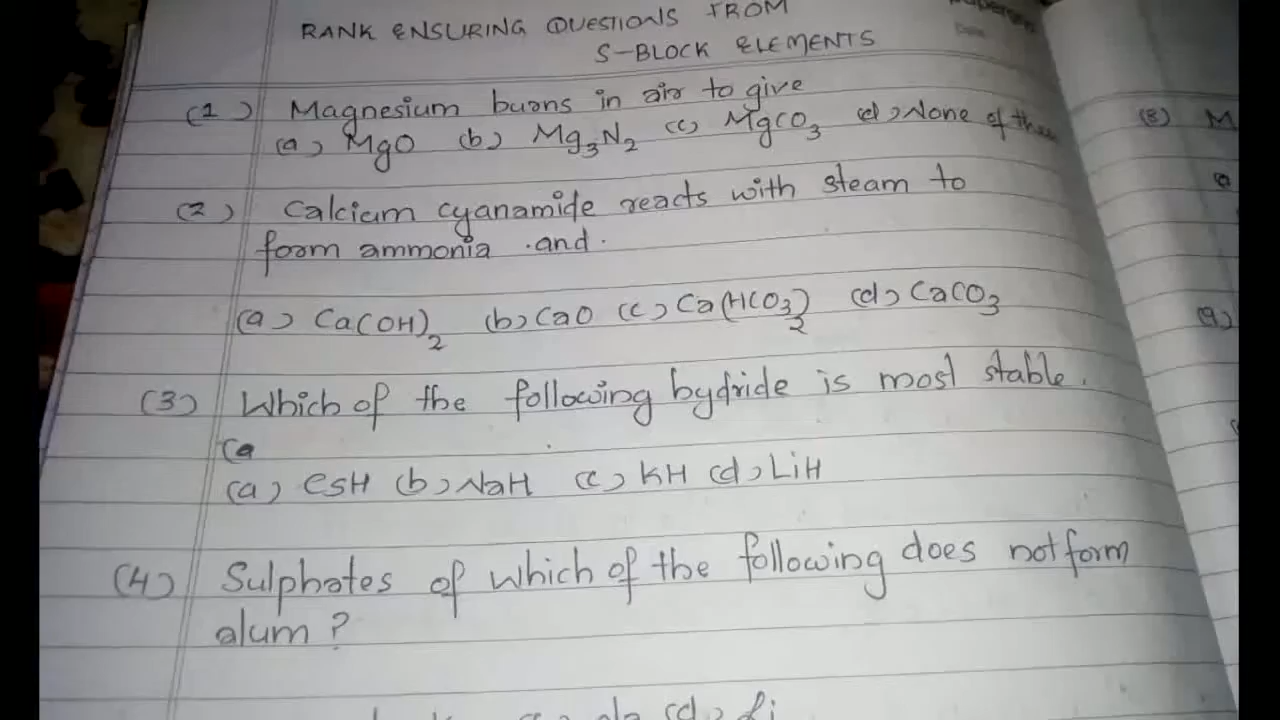 RANK ENSURING QUESTIONS FROM
S-BLOCK ELEMENTS
(1) Magnesium burns in air to give
(a) MgO (b) Mg3N2 (c) MgCO3 (d) None of
(2) Calcium cyanamide reacts with steam to
form ammonia and.
(a) Ca(OH)2 (b) CaO (c) Ca(HCO3)2 (d) CaCO3
(3) Which of the following hydride is most stable.
(a
(a) CsH (b) NaH (c) KH (d) LiH
(4) Sulphates of which of the following does not form
alum?
(d) Li
(8) M
(9)